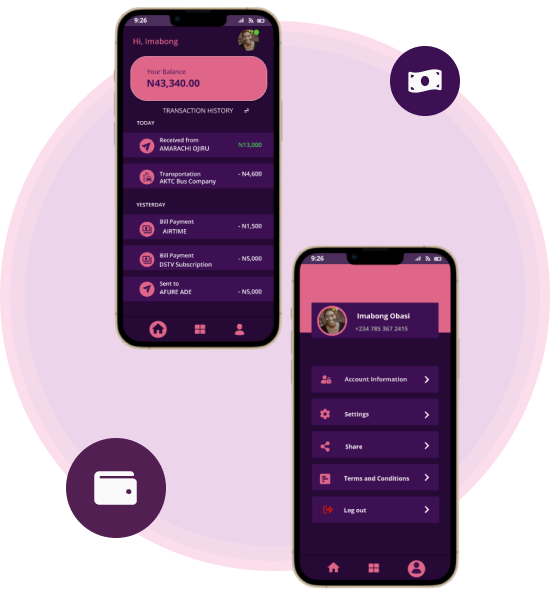 9:26
Hi, Imabong
Your Balance
N43,340.00
TRANSACTION HISTORY
TODAY
Received from
AMARACHI OJIRU
N13,000
Transportation
AKTC Bus Company
- N4,600
YESTERDAY
Bill Payment
AIRTIME
- N1,500
Bill Payment
DSTV Subscription
- N5,000
Sent to
AFURE ADE
- N5,000
9:26
Imabong Obasi
+234 785 367 2415
Account Information
Settings
Share
Terms and Conditions
Log out